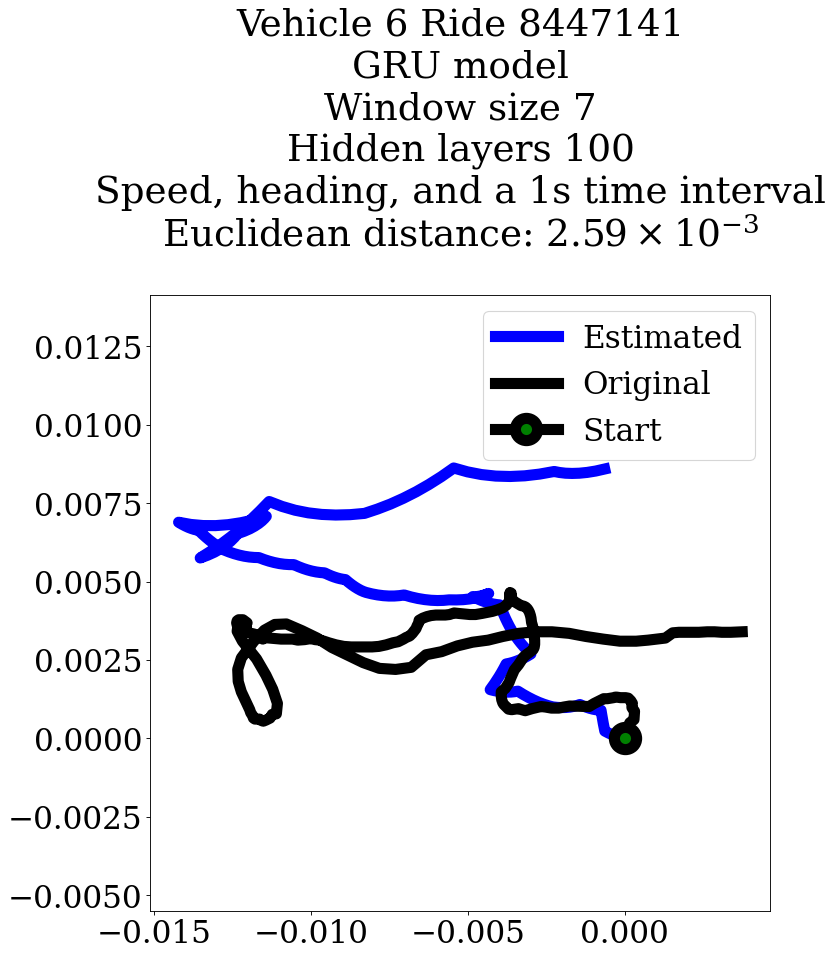 Vehicle 6 Ride 8447141
GRU model
Window size 7
Hidden layers 100
Speed, heading, and a 1s time interval
Euclidean distance: 2.59 × 10⁻³
Estimated
Original
Start
0.0125
0.0100
0.0075
0.0050
0.0025
0.0000
−0.0025
−0.0050
−0.015 −0.010 −0.005 0.000